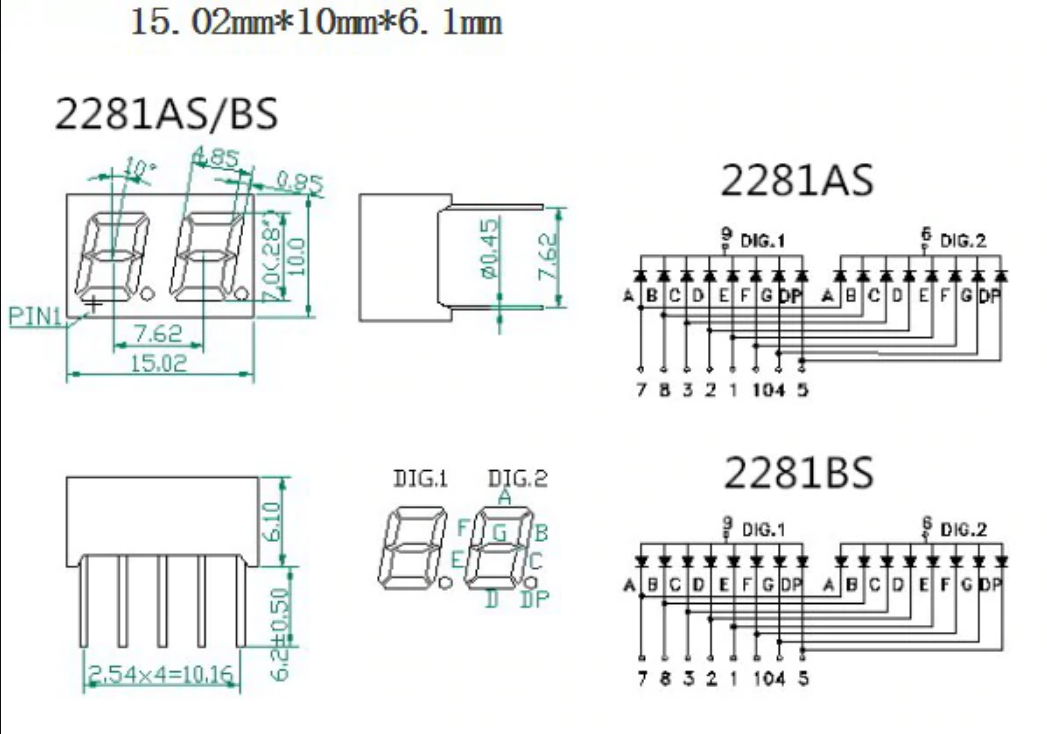 15.02mm*10mm*6.1mm
2281AS/BS
10°
4.85
0.85
7.0(.28")
10.0
PIN1
7.62
15.02
ø0.45
7.62
2281AS
9 DIG.1 6 DIG.2
A B C D E F G DP A B C D E F G DP
7 8 3 2 1 10 4 5
6.10
6.2±0.50
2.54×4=10.16
DIG.1 DIG.2
A
F G B
E C
D DP
2281BS
9 DIG.1 6 DIG.2
A B C D E F G DP A B C D E F G DP
7 8 3 2 1 10 4 5